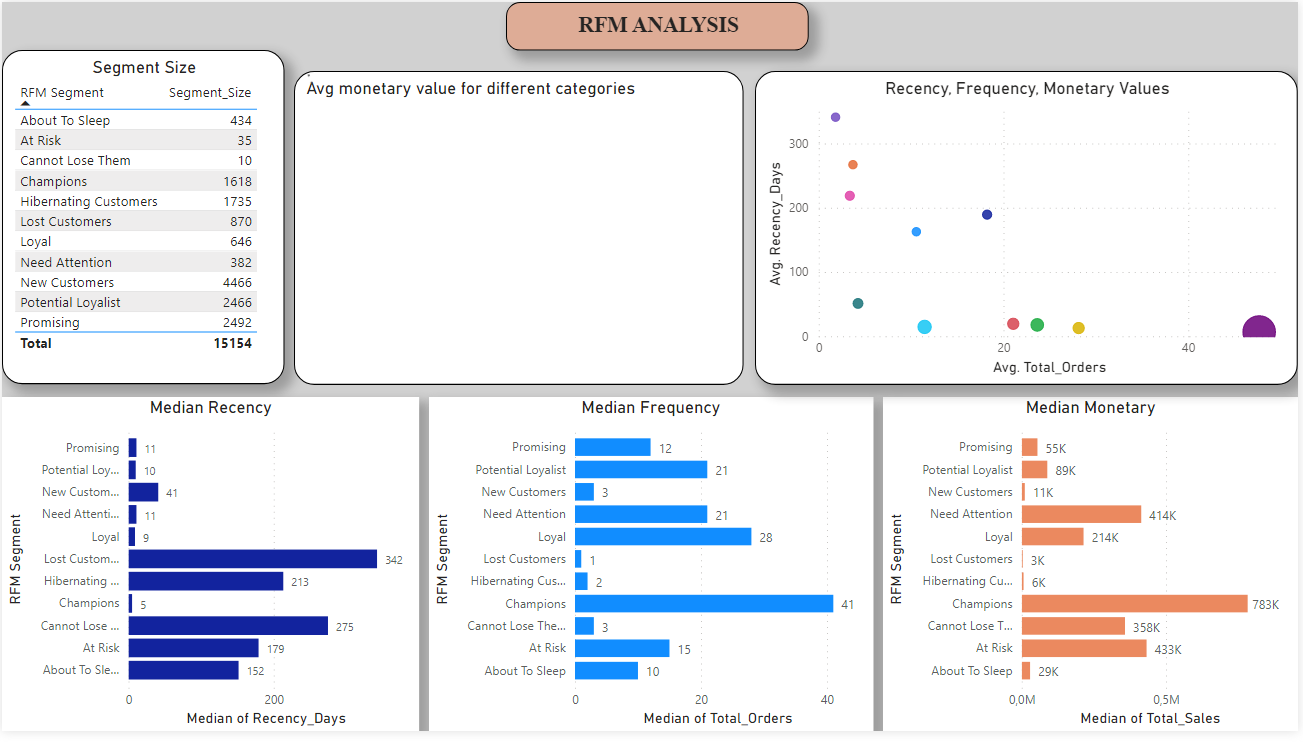 RFM ANALYSIS
Segment Size
RFM Segment Segment_Size
About To Sleep 434
At Risk 35
Cannot Lose Them 10
Champions 1618
Hibernating Customers 1735
Lost Customers 870
Loyal 646
Need Attention 382
New Customers 4466
Potential Loyalist 2466
Promising 2492
Total 15154
Avg monetary value for different categories
Recency, Frequency, Monetary Values
Avg. Recency_Days
300
200
100
0
0 20 40
Avg. Total_Orders
Median Recency
RFM Segment
Promising 11
Potential Loy... 10
New Custom... 41
Need Attenti... 11
Loyal 9
Lost Custom... 342
Hibernating ... 213
Champions 5
Cannot Lose ... 275
At Risk 179
About To Sle... 152
0 200
Median of Recency_Days
Median Frequency
RFM Segment
Promising 12
Potential Loyalist 21
New Customers 3
Need Attention 21
Loyal 28
Lost Customers 1
Hibernating Cus... 2
Champions 41
Cannot Lose The... 3
At Risk 15
About To Sleep 10
0 20 40
Median of Total_Orders
Median Monetary
RFM Segment
Promising 55K
Potential Loyalist 89K
New Customers 11K
Need Attention 414K
Loyal 214K
Lost Customers 3K
Hibernating Cu... 6K
Champions 783K
Cannot Lose T... 358K
At Risk 433K
About To Sleep 29K
0,0M 0,5M
Median of Total_Sales